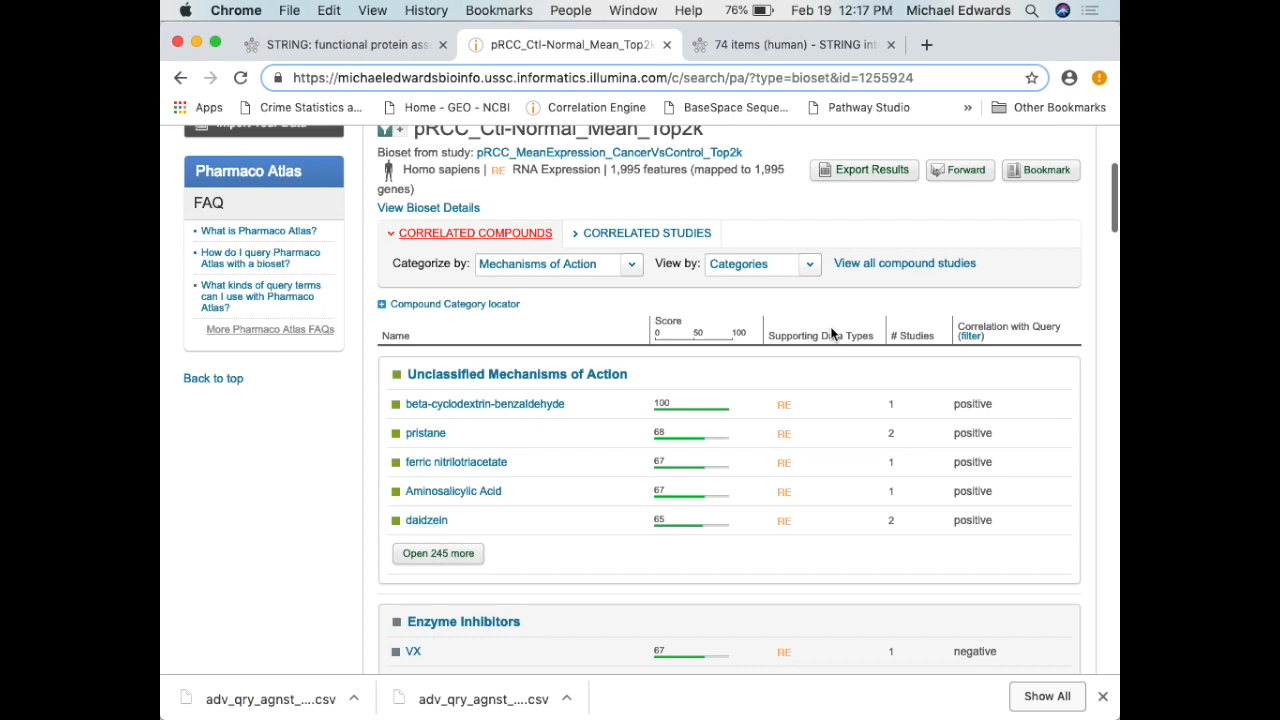 Chrome File Edit View History Bookmarks People Window Help 76% Feb 19 12:17 PM Michael Edwards
STRING: functional protein ass
pRCC_Ctl-Normal_Mean_Top2k
74 items (human) - STRING int
https://michaeledwardsbioinfo.ussc.informatics.illumina.com/c/search/pa/?type=bioset&id=1255924
Apps Crime Statistics a... Home - GEO - NCBI Correlation Engine BaseSpace Seque... Pathway Studio » Other Bookmarks
Import Your Data
Pharmaco Atlas
FAQ
What is Pharmaco Atlas?
How do I query Pharmaco
Atlas with a bioset?
What kinds of query terms
can I use with Pharmaco
Atlas?
More Pharmaco Atlas FAQs
Back to top
pRCC_Ctl-Normal_Mean_Top2k
Bioset from study: pRCC_MeanExpression_CancerVsControl_Top2k
Homo sapiens | RE RNA Expression | 1,995 features (mapped to 1,995
genes)
Export Results Forward Bookmark
View Bioset Details
CORRELATED COMPOUNDS CORRELATED STUDIES
Categorize by: Mechanisms of Action View by: Categories View all compound studies
Compound Category locator
Name Score 0 50 100 Supporting Data Types # Studies Correlation with Query (filter)
Unclassified Mechanisms of Action
beta-cyclodextrin-benzaldehyde 100 RE 1 positive
pristane 68 RE 2 positive
ferric nitrilotriacetate 67 RE 1 positive
Aminosalicylic Acid 67 RE 1 positive
daidzein 65 RE 2 positive
Open 245 more
Enzyme Inhibitors
VX 67 RE 1 negative
adv_qry_agnst_....csv adv_qry_agnst_....csv Show All